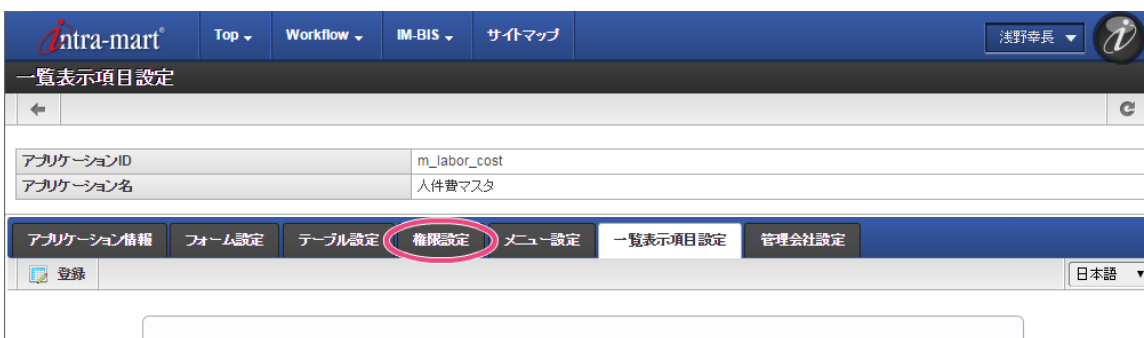 intra-mart® Top Workflow IM-BIS サイトマップ 浅野幸長
一覧表示項目設定
アプリケーションID m_labor_cost
アプリケーション名 人件費マスタ
アプリケーション情報 フォーム設定 テーブル設定 権限設定 メニュー設定 一覧表示項目設定 管理会社設定
登録 日本語